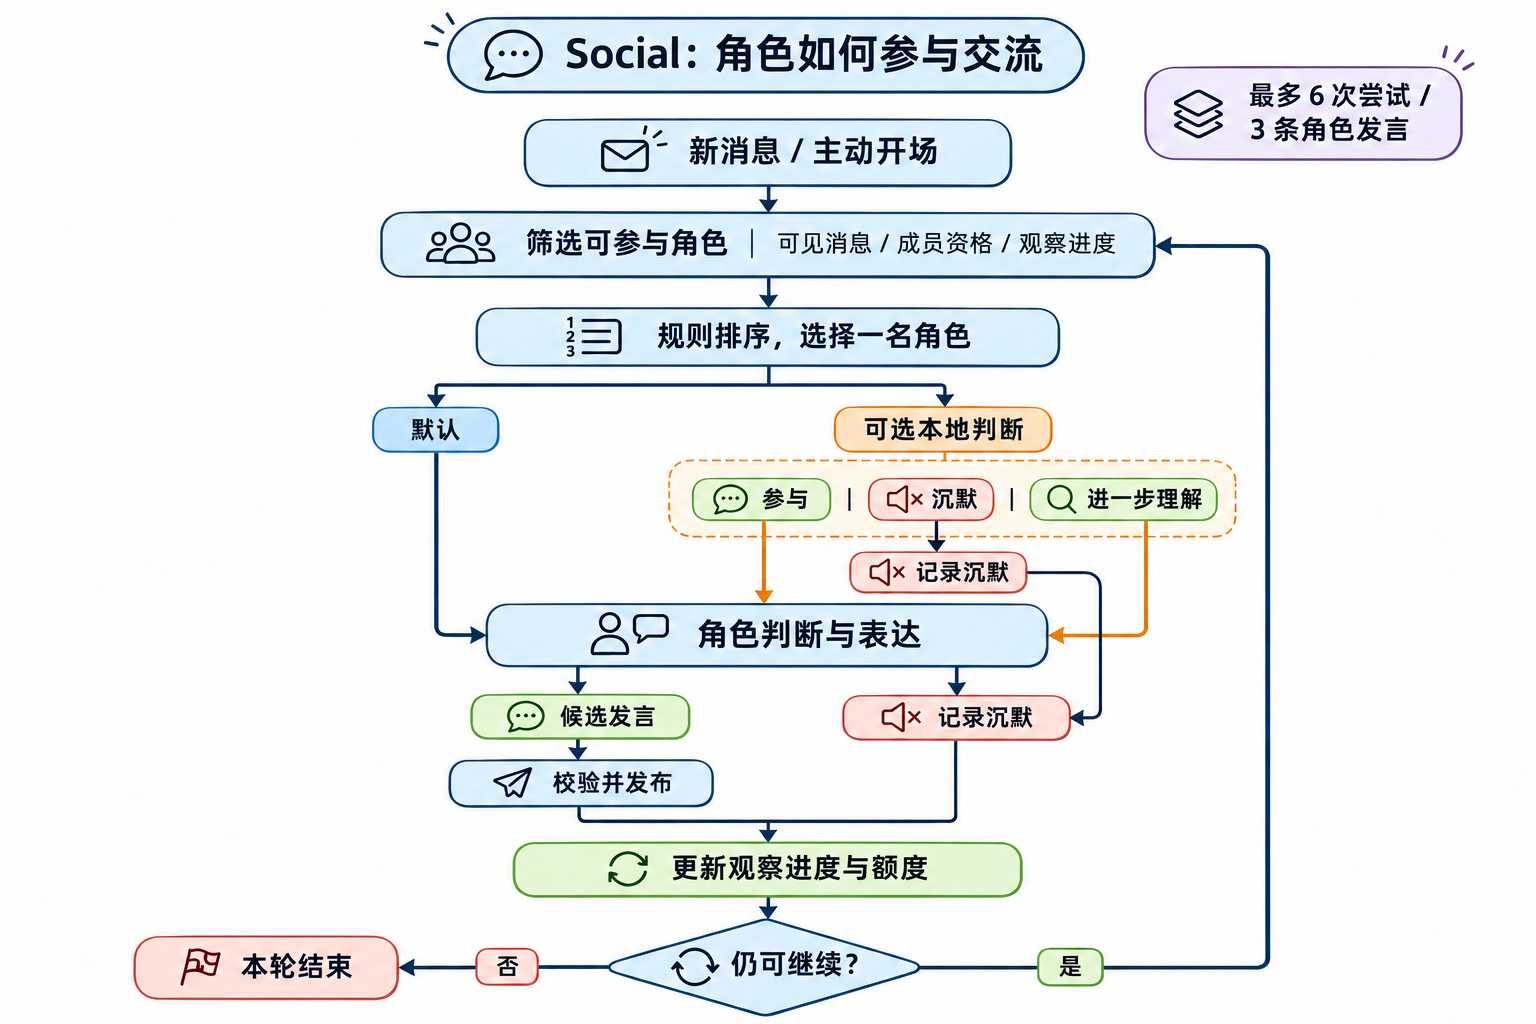 Social: 角色如何参与交流
最多 6 次尝试 /
3 条角色发言
新消息 / 主动开场
筛选可参与角色 | 可见消息 / 成员资格 / 观察进度
1
2
3
规则排序，选择一名角色
默认
可选本地判断
参与 | 沉默 | 进一步理解
记录沉默
角色判断与表达
候选发言
记录沉默
校验并发布
更新观察进度与额度
仍可继续？
否
是
本轮结束